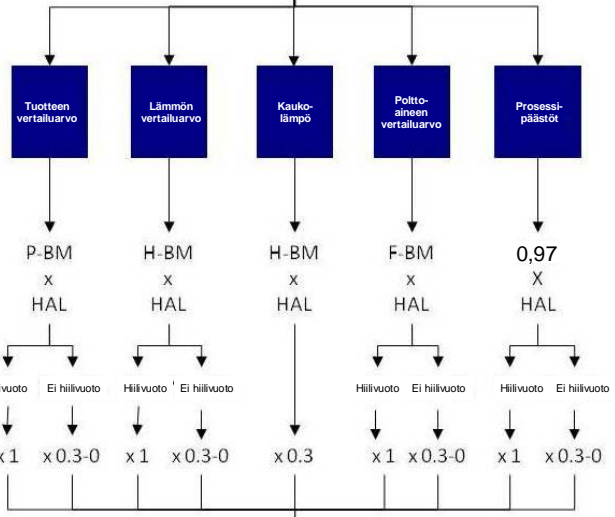 Tuotteen
vertailuarvo
Lämmön
vertailuarvo
Kauko-
lämpö
Poltto-
aineen
vertailuarvo
Prosessi-
päästöt
P-BM
x
HAL
H-BM
x
HAL
H-BM
x
HAL
F-BM
x
HAL
0,97
X
HAL
ivuoto Ei hiilivuoto Hiilivuoto Ei hiilivuoto Hiilivuoto Ei hiilivuoto Hiilivuoto Ei hiilivuoto
x 1 x 0.3-0 x 1 x 0.3-0 x 0.3 x 1 x 0.3-0 x 1 x 0.3-0